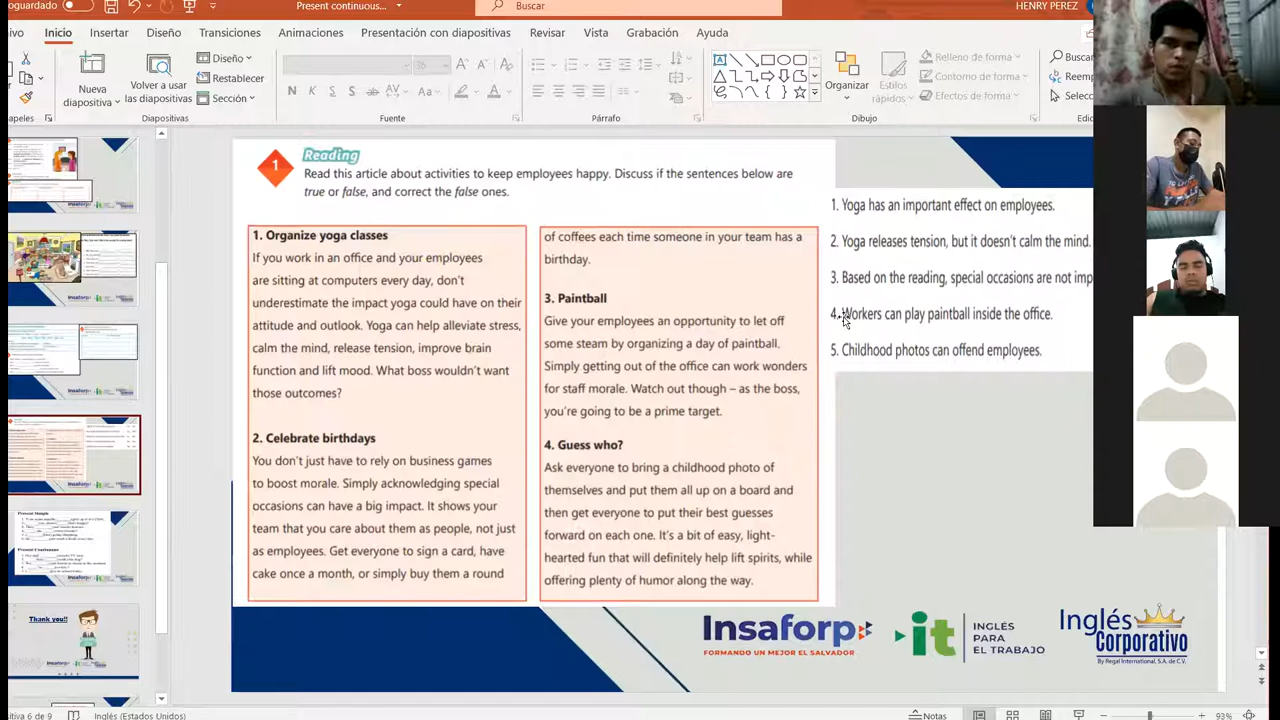 oguardado
Present continuous...
Buscar
HENRY PEREZ
ivo
Inicio
Insertar
Diseño
Transiciones
Animaciones
Presentación con diapositivas
Revisar
Vista
Grabación
Ayuda
Nueva
diapositiva
Volver a usar
las diapositivas
Diseño
Restablecer
Sección
Organizar
Estilos
rápidos
Relleno de forma
Contorno de forma
Efectos de forma
Buscar
Reemp
Selecc
apeles
Diapositivas
Fuente
Párrafo
Dibujo
Edic
1
Reading
Read this article about activities to keep employees happy. Discuss if the sentences below are
true or false, and correct the false ones.
1. Organize yoga classes
If you work in an office and your employees
are sitting at computers every day, don't
underestimate the impact yoga could have on their
attitude and outlook. Yoga can help alleviate stress,
calm the mind, release tension, improve
function and lift mood. What boss wouldn't want
those outcomes?
2. Celebrate birthdays
You don't just have to rely on business games
to boost morale. Simply acknowledging special
occasions can have a big impact. It shows your
team that you care about them as people, not just
as employees. Get everyone to sign a card, have
cake once a month, or simply buy them a round
of coffees each time someone in your team has a
birthday.
3. Paintball
Give your employees an opportunity to let off
some steam by organizing a day of paintball.
Simply getting out of the office can work wonders
for staff morale. Watch out though – as the boss,
you're going to be a prime target.
4. Guess who?
Ask everyone to bring a childhood photo of
themselves and put them all up on a board and
then get everyone to put their best guesses
forward on each one. It's a bit of easy, light-
hearted fun that will definitely help lift spirits, while
offering plenty of humor along the way.
1. Yoga has an important effect on employees.
2. Yoga releases tension, but it doesn't calm the mind.
3. Based on the reading, special occasions are not imp
4. Workers can play paintball inside the office.
5. Childhood photos can offend employees.
Insaforp
FORMANDO UN MEJOR EL SALVADOR
it
INGLÉS
PARA
EL TRABAJO
Inglés
Corporativo
By Regal International, S.A. de C.V.
Present Simple
Present Continuous
Thank you!!
sitiva 6 de 9
Inglés (Estados Unidos)
Notas
93%